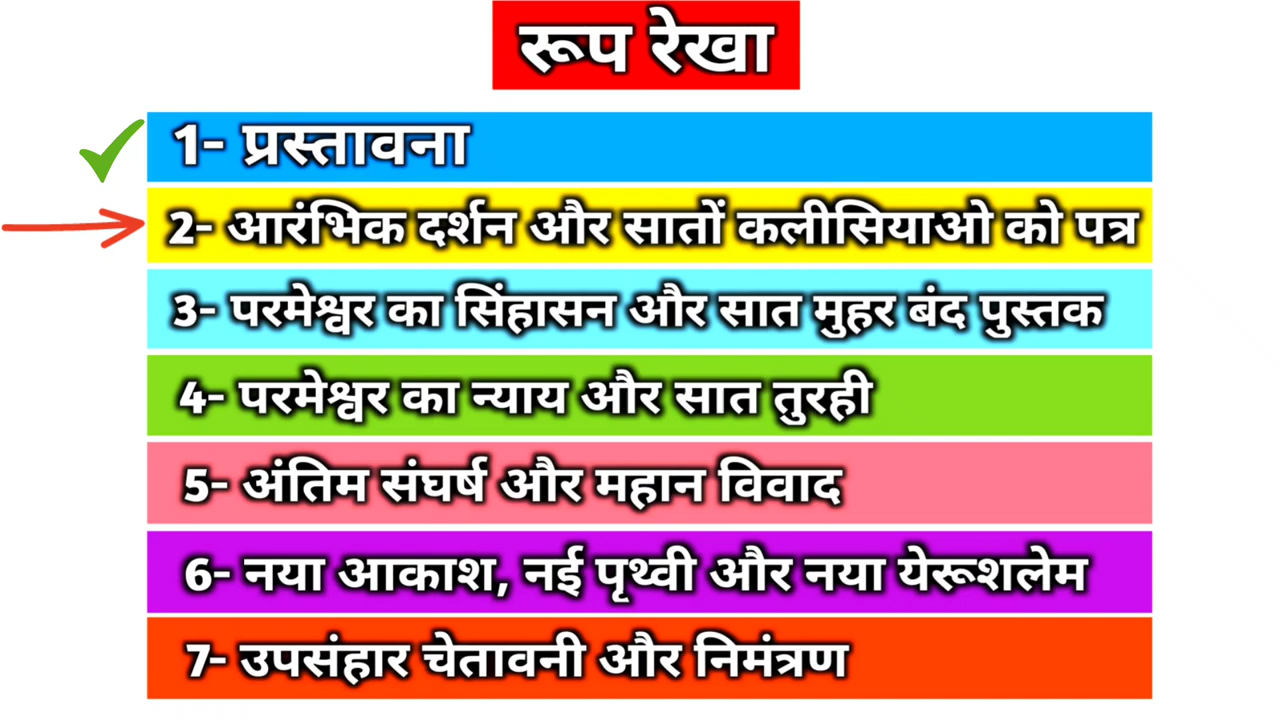 रूप रेखा
1- प्रस्तावना
2- आरंभिक दर्शन और सातों कलीसियाओ को पत्र
3- परमेश्वर का सिंहासन और सात मुहर बंद पुस्तक
4- परमेश्वर का न्याय और सात तुरही
5- अंतिम संघर्ष और महान विवाद
6- नया आकाश, नई पृथ्वी और नया येरूशलेम
7- उपसंहार चेतावनी और निमंत्रण